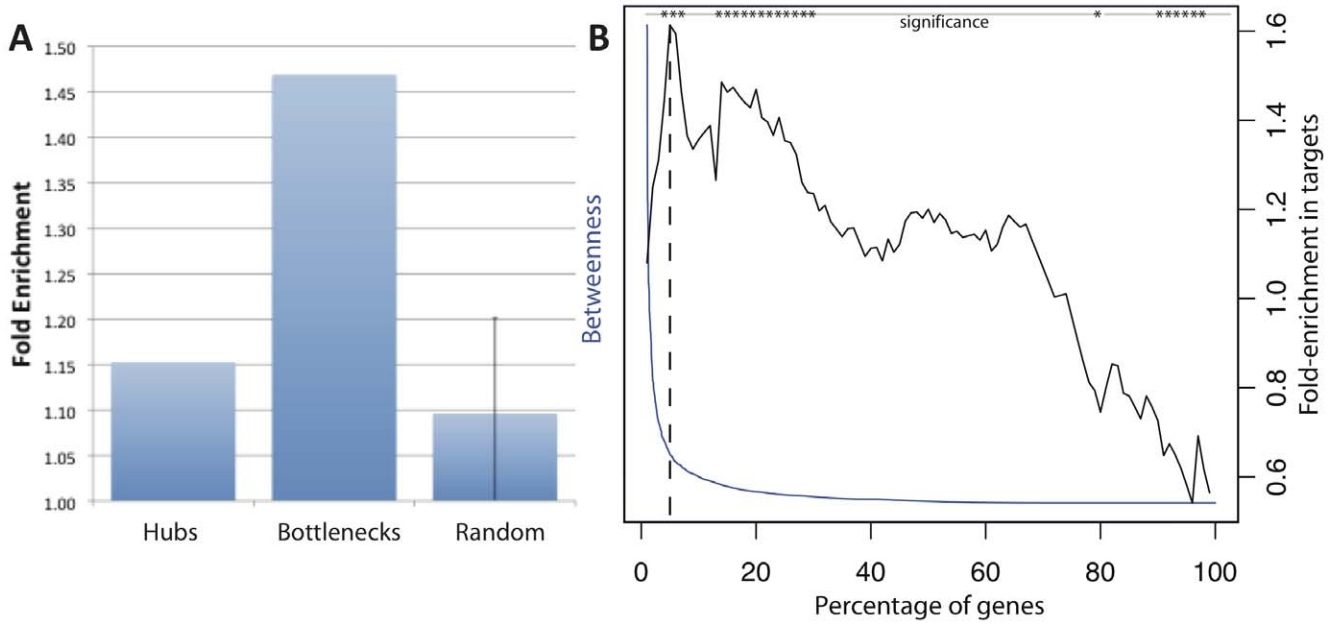 A
Fold Enrichment
1.50
1.45
1.40
1.35
1.30
1.25
1.20
1.15
1.10
1.05
1.00
Hubs Bottlenecks Random
B
*** ************ * ******
significance
Betweenness
1.6
1.4
1.2
1.0
0.8
0.6
Fold-enrichment in targets
0 20 40 60 80 100
Percentage of genes